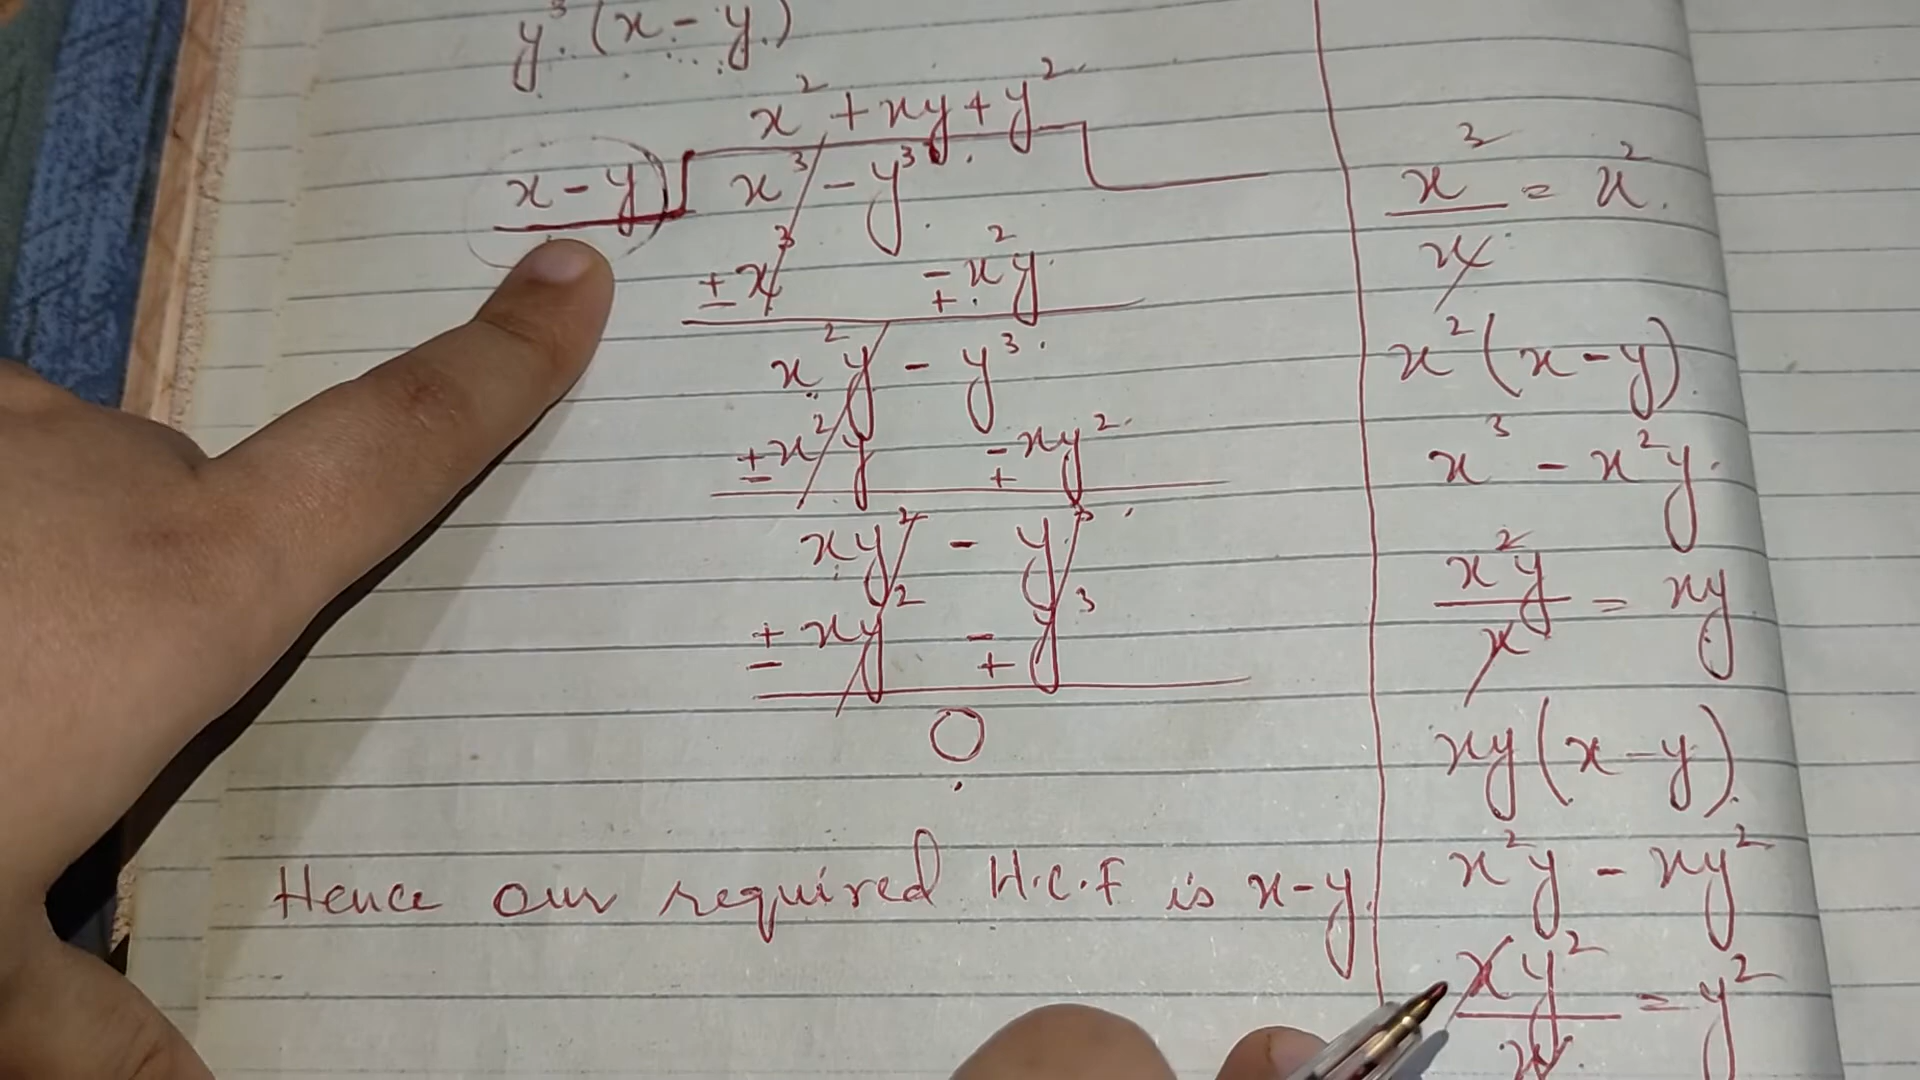 y³(x - y)
x² + xy + y²
x - y) x³ - y³
± x³ - x²y
+
x²y - y³
± x²y - xy²
+
xy² - y³
± xy² - y³
+
0
Hence our required H.C.F is x-y.
x³/x = x²
x²(x - y)
x³ - x²y
x²y/x = xy
xy(x - y)
x²y - xy²
xy²/x = y²